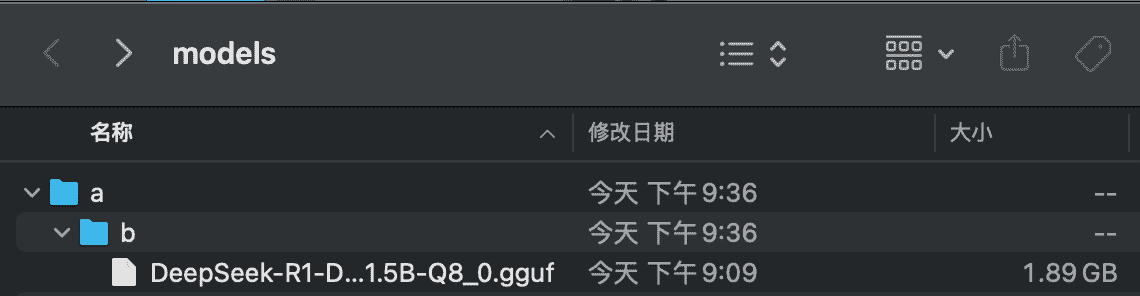 models
名称 修改日期 大小
a 今天 下午9:36 --
b 今天 下午9:36 --
DeepSeek-R1-D...1.5B-Q8_0.gguf 今天 下午9:09 1.89 GB